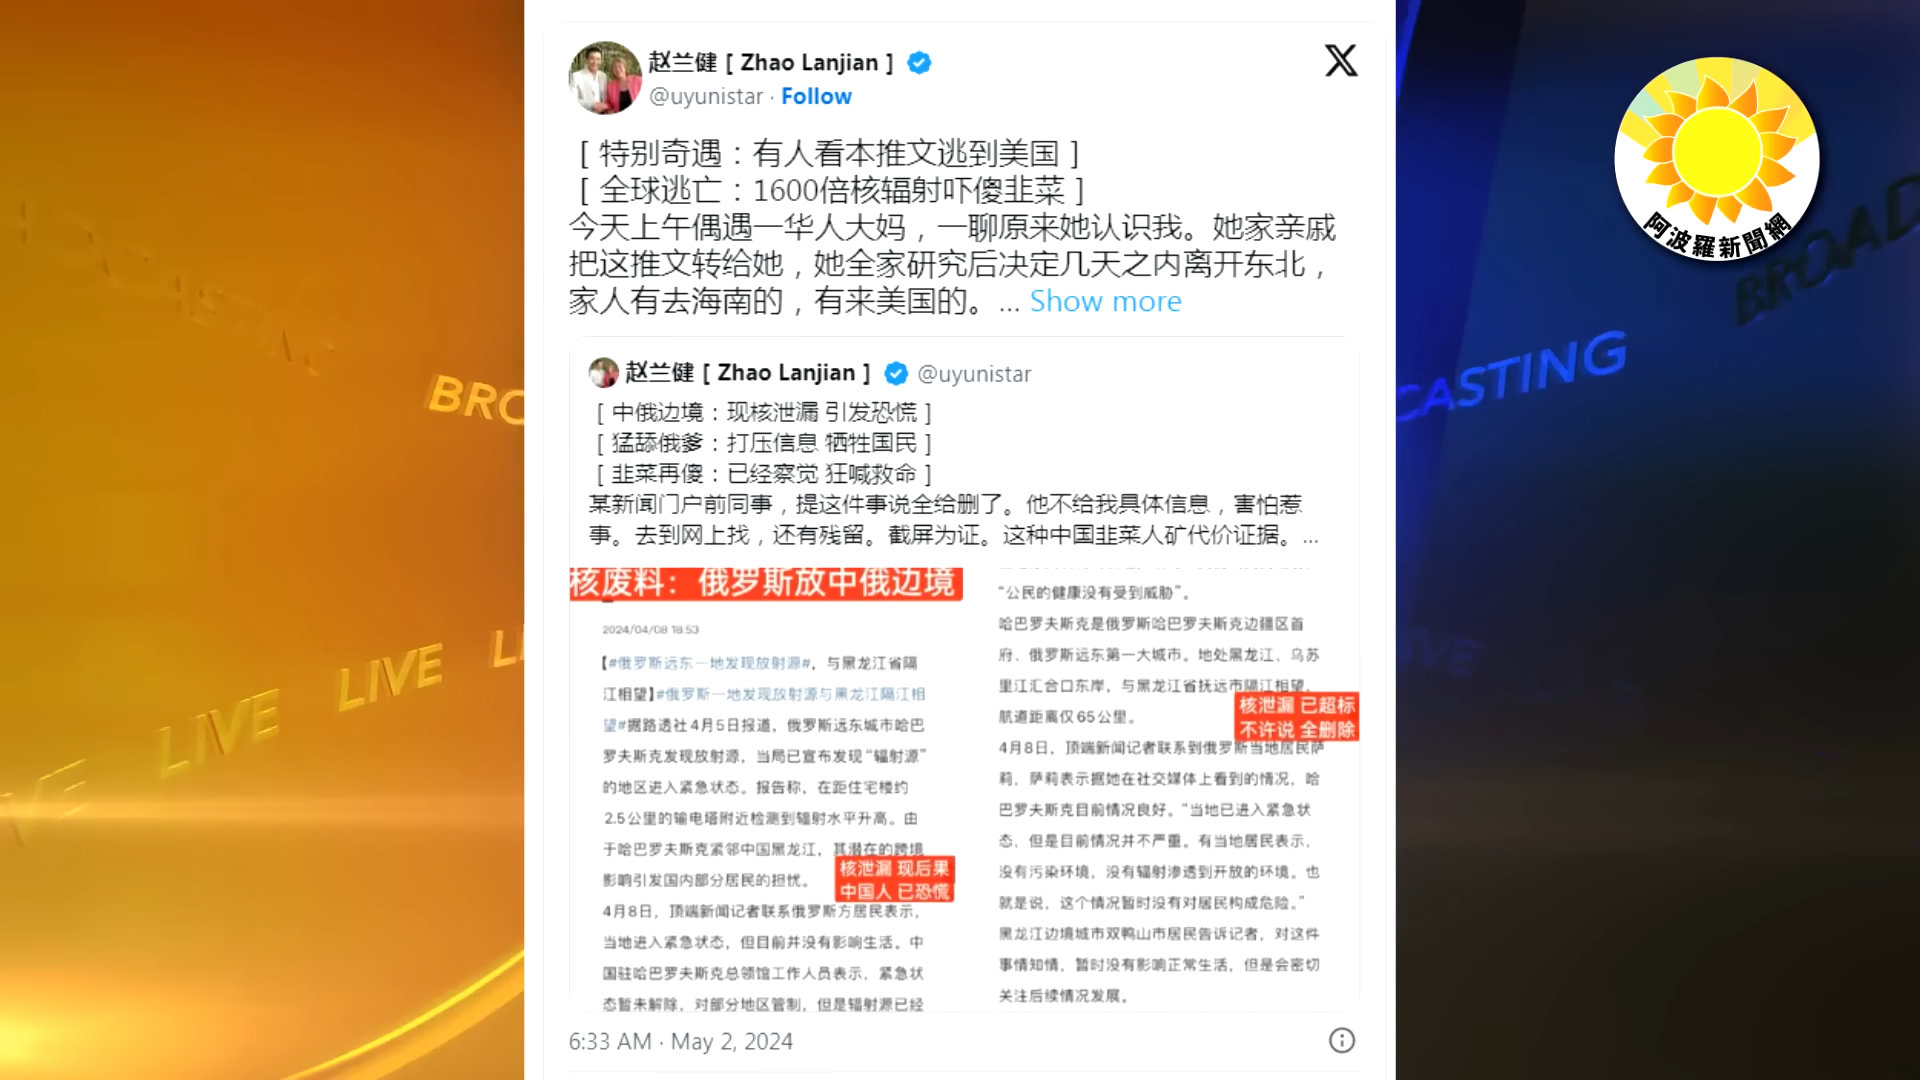 赵兰健 [ Zhao Lanjian ]
@uyunistar · Follow
[ 特别奇遇：有人看本推文逃到美国 ]
[ 全球逃亡：1600倍核辐射吓傻韭菜 ]
今天上午偶遇一华人大妈，一聊原来她认识我。她家亲戚
把这推文转给她，她全家研究后决定几天之内离开东北，
家人有去海南的，有来美国的。... Show more
赵兰健 [ Zhao Lanjian ] @uyunistar
[ 中俄边境：现核泄漏 引发恐慌 ]
[ 猛舔俄爹：打压信息 牺牲国民 ]
[ 韭菜再傻：已经察觉 狂喊救命 ]
某新闻门户前同事，提这件事说全给删了。他不给我具体信息，害怕惹
事。去到网上找，还有残留。截屏为证。这种中国韭菜人矿代价证据。...
核废料：俄罗斯放中俄边境
2024/04/08 18:53
【#俄罗斯远东一地发现放射源#，与黑龙江省隔
江相望】#俄罗斯一地发现放射源与黑龙江隔江相
望#据路透社4月5日报道，俄罗斯远东城市哈巴
罗夫斯克发现放射源，当局已宣布发现“辐射源”
的地区进入紧急状态。报告称，在距住宅楼约
2.5公里的输电塔附近检测到辐射水平升高。由
于哈巴罗夫斯克紧邻中国黑龙江，其潜在的跨境
影响引发国内部分居民的担忧。
核泄漏 现后果
中国人 已恐慌
4月8日，顶端新闻记者联系俄罗斯方居民表示，
当地进入紧急状态，但目前并没有影响生活。中
国驻哈巴罗夫斯克总领馆工作人员表示，紧急状
态暂未解除，对部分地区管制，但是辐射源已经
“公民的健康没有受到威胁”。
哈巴罗夫斯克是俄罗斯哈巴罗夫斯克边疆区首
府、俄罗斯远东第一大城市。地处黑龙江、乌苏
里江汇合口东岸，与黑龙江省抚远市隔江相望，
航道距离仅65公里。
核泄漏 已超标
不许说 全删除
4月8日，顶端新闻记者联系到俄罗斯当地居民萨
莉，萨莉表示据她在社交媒体上看到的情况，哈
巴罗夫斯克目前情况良好。“当地已进入紧急状
态，但是目前情况并不严重。有当地居民表示，
没有污染环境，没有辐射渗透到开放的环境。也
就是说，这个情况暂时没有对居民构成危险。”
黑龙江边境城市双鸭山市居民告诉记者，对这件
事情知情，暂时没有影响正常生活，但是会密切
关注后续情况发展。
6:33 AM · May 2, 2024
阿波羅新聞網
BROAD
CASTING
BRO
LIVE
LIVE